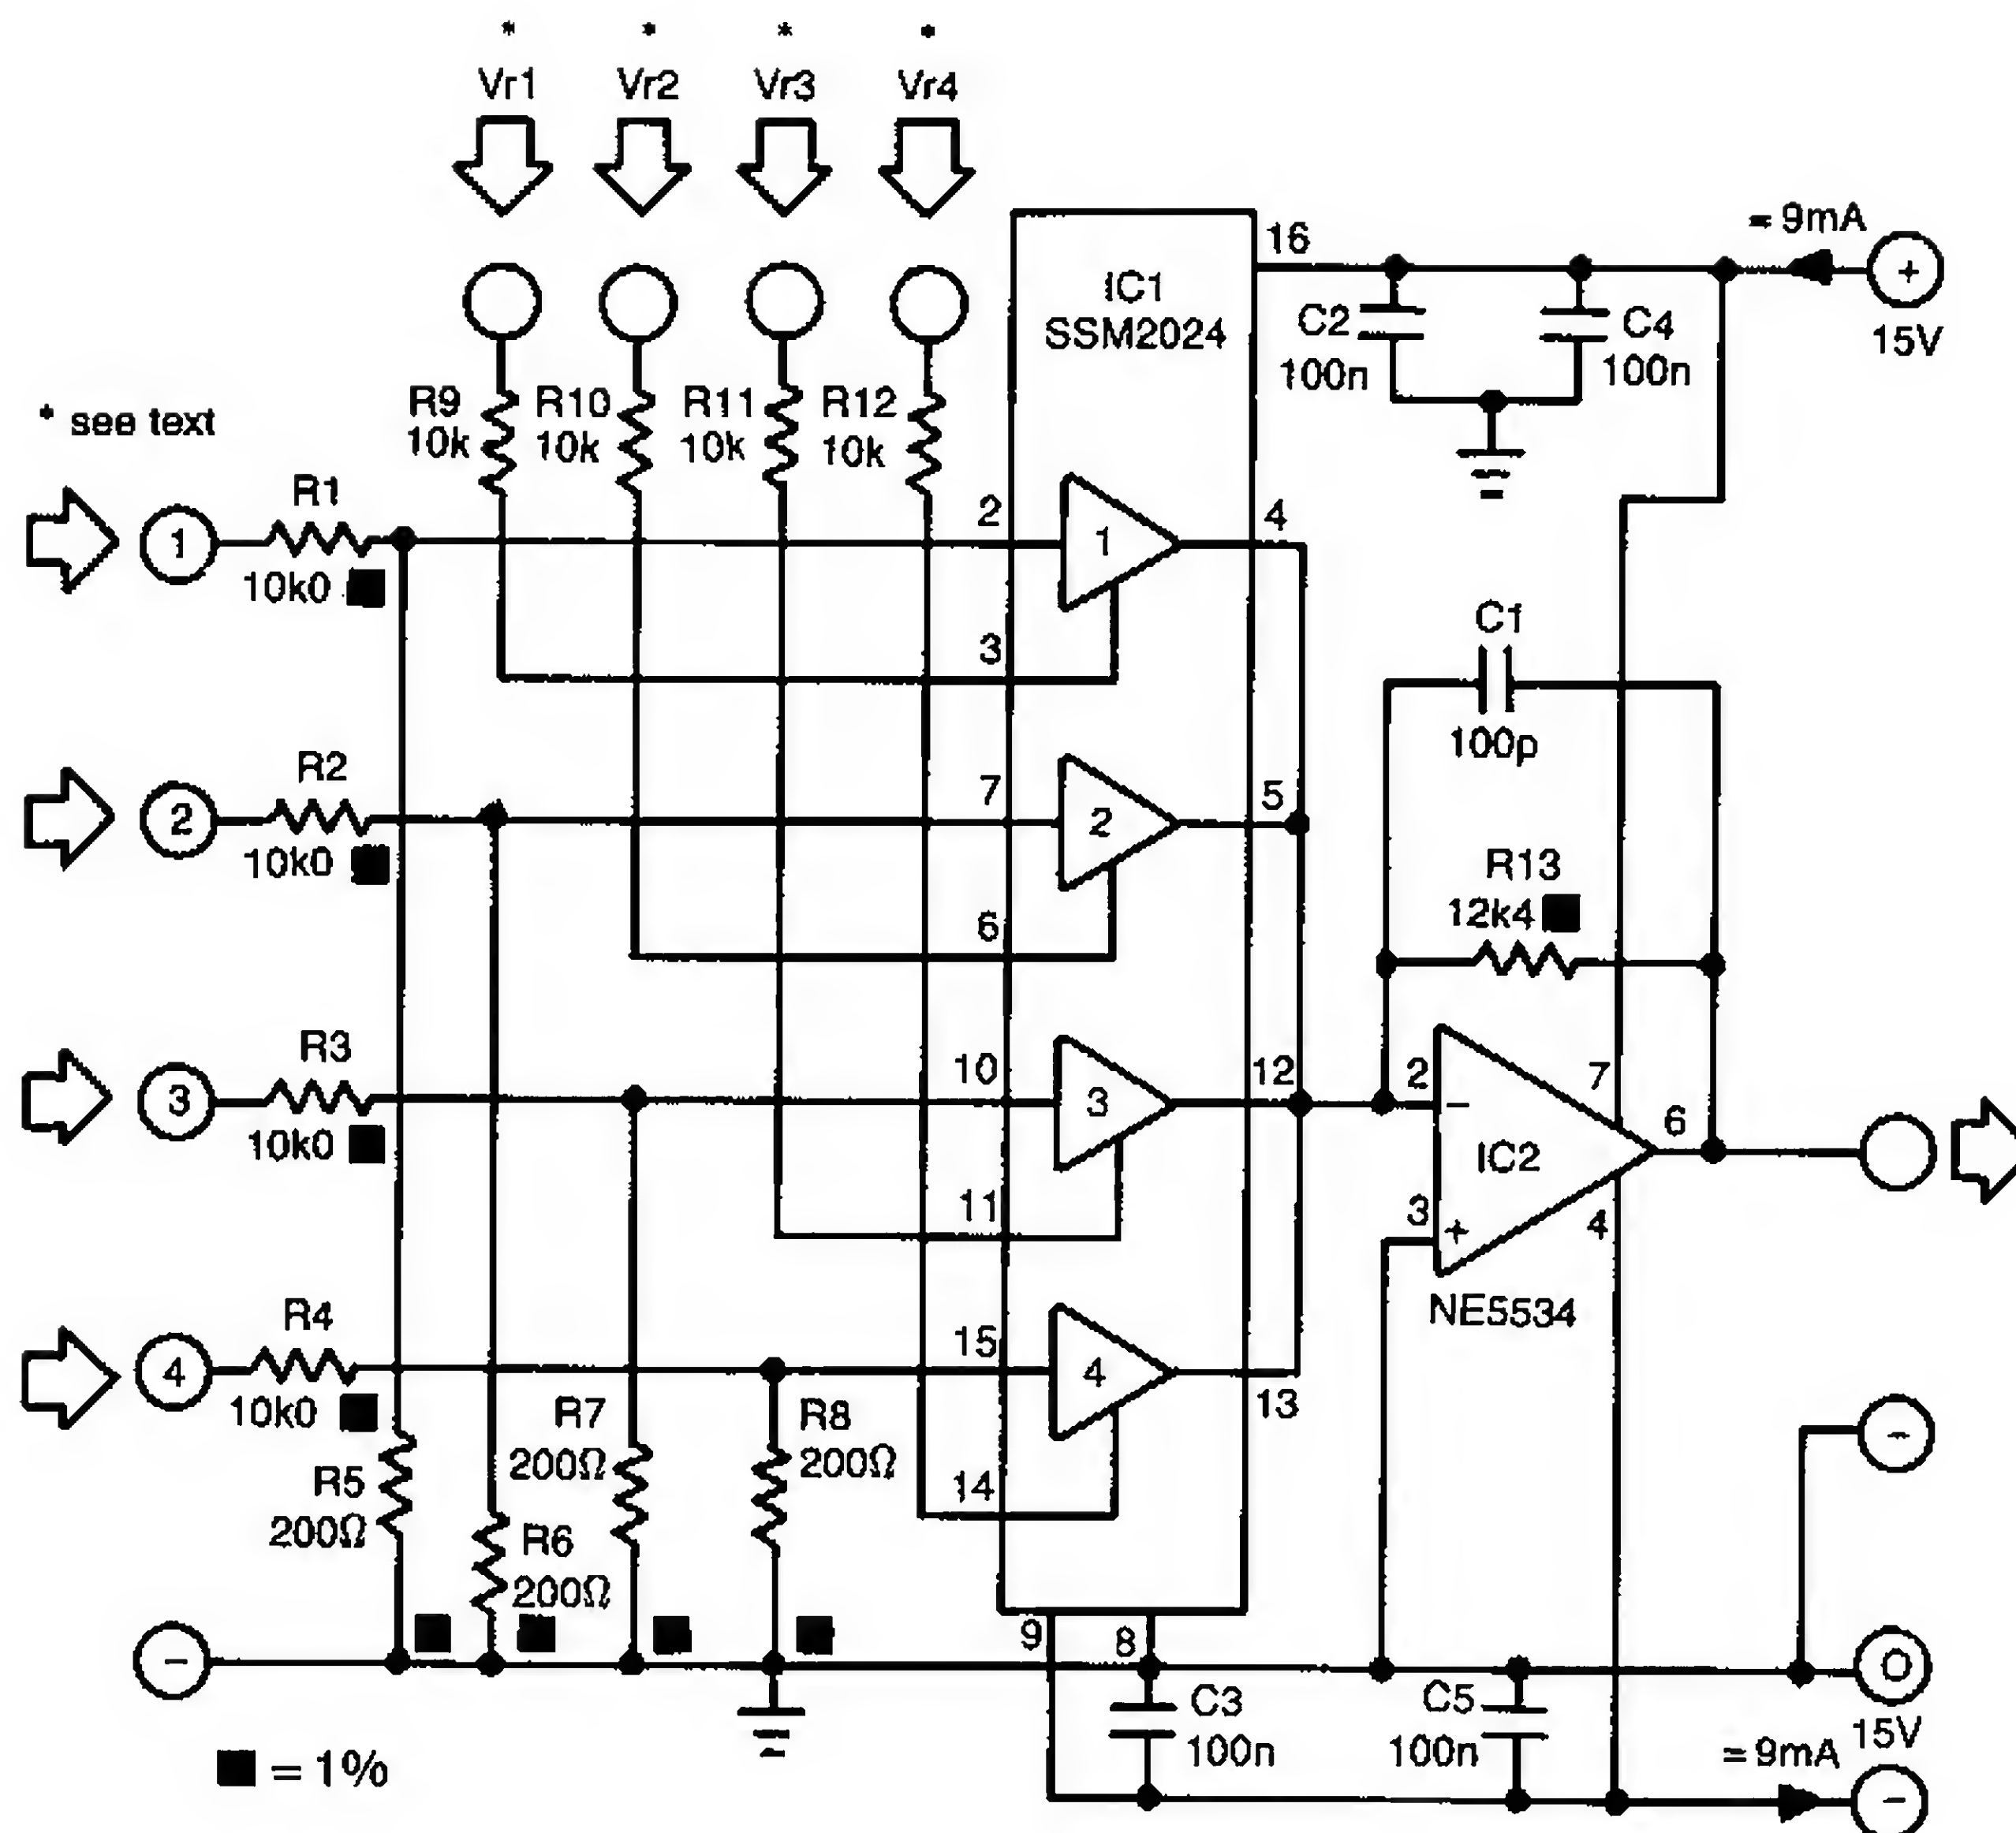 * * * *
Vr1 Vr2 Vr3 Vr4
16
= 9mA
+
15V
IC1
SSM2024
C2
100n
C4
100n
* see text
R9
10k
R10
10k
R11
10k
R12
10k
1
R1
10k0
2
1
4
3
C1
100p
2
R2
10k0
7
2
5
6
R13
12k4
3
R3
10k0
10
3
12
11
2
−
7
IC2
6
3
+
4
NE5534
4
R4
10k0
15
4
13
14
R5
200Ω
R6
200Ω
R7
200Ω
R8
200Ω
−
−
9
8
0
15V
C3
100n
C5
100n
= 9mA
−
■ = 1%